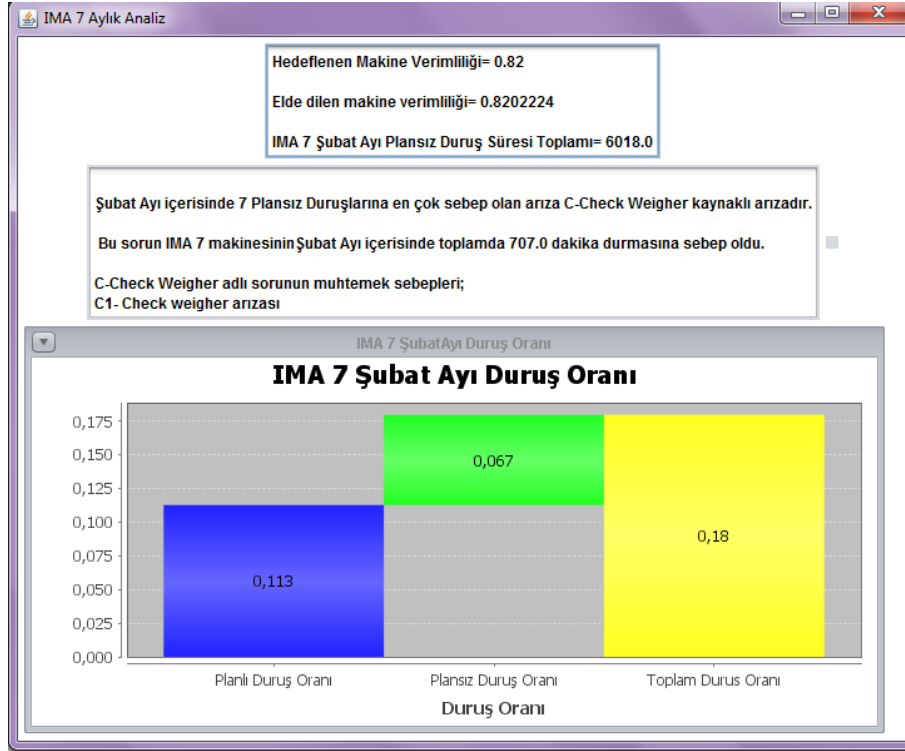 IMA 7 Aylık Analiz
Hedeflenen Makine Verimliliği= 0.82
Elde dilen makine verimliliği= 0.8202224
IMA 7 Şubat Ayı Plansız Duruş Süresi Toplamı= 6018.0
Şubat Ayı içerisinde 7 Plansız Duruşlarına en çok sebep olan arıza C-Check Weigher kaynaklı arızadır.
Bu sorun IMA 7 makinesinin Şubat Ayı içerisinde toplamda 707.0 dakika durmasına sebep oldu.
C-Check Weigher adlı sorunun muhtemek sebepleri;
C1- Check weigher arızası
IMA 7 ŞubatAyı Duruş Oranı
IMA 7 Şubat Ayı Duruş Oranı
0,175
0,150
0,125
0,100
0,075
0,050
0,025
0,000
0,113
0,067
0,18
Planlı Duruş Oranı
Plansız Duruş Oranı
Toplam Durus Oranı
Duruş Oranı